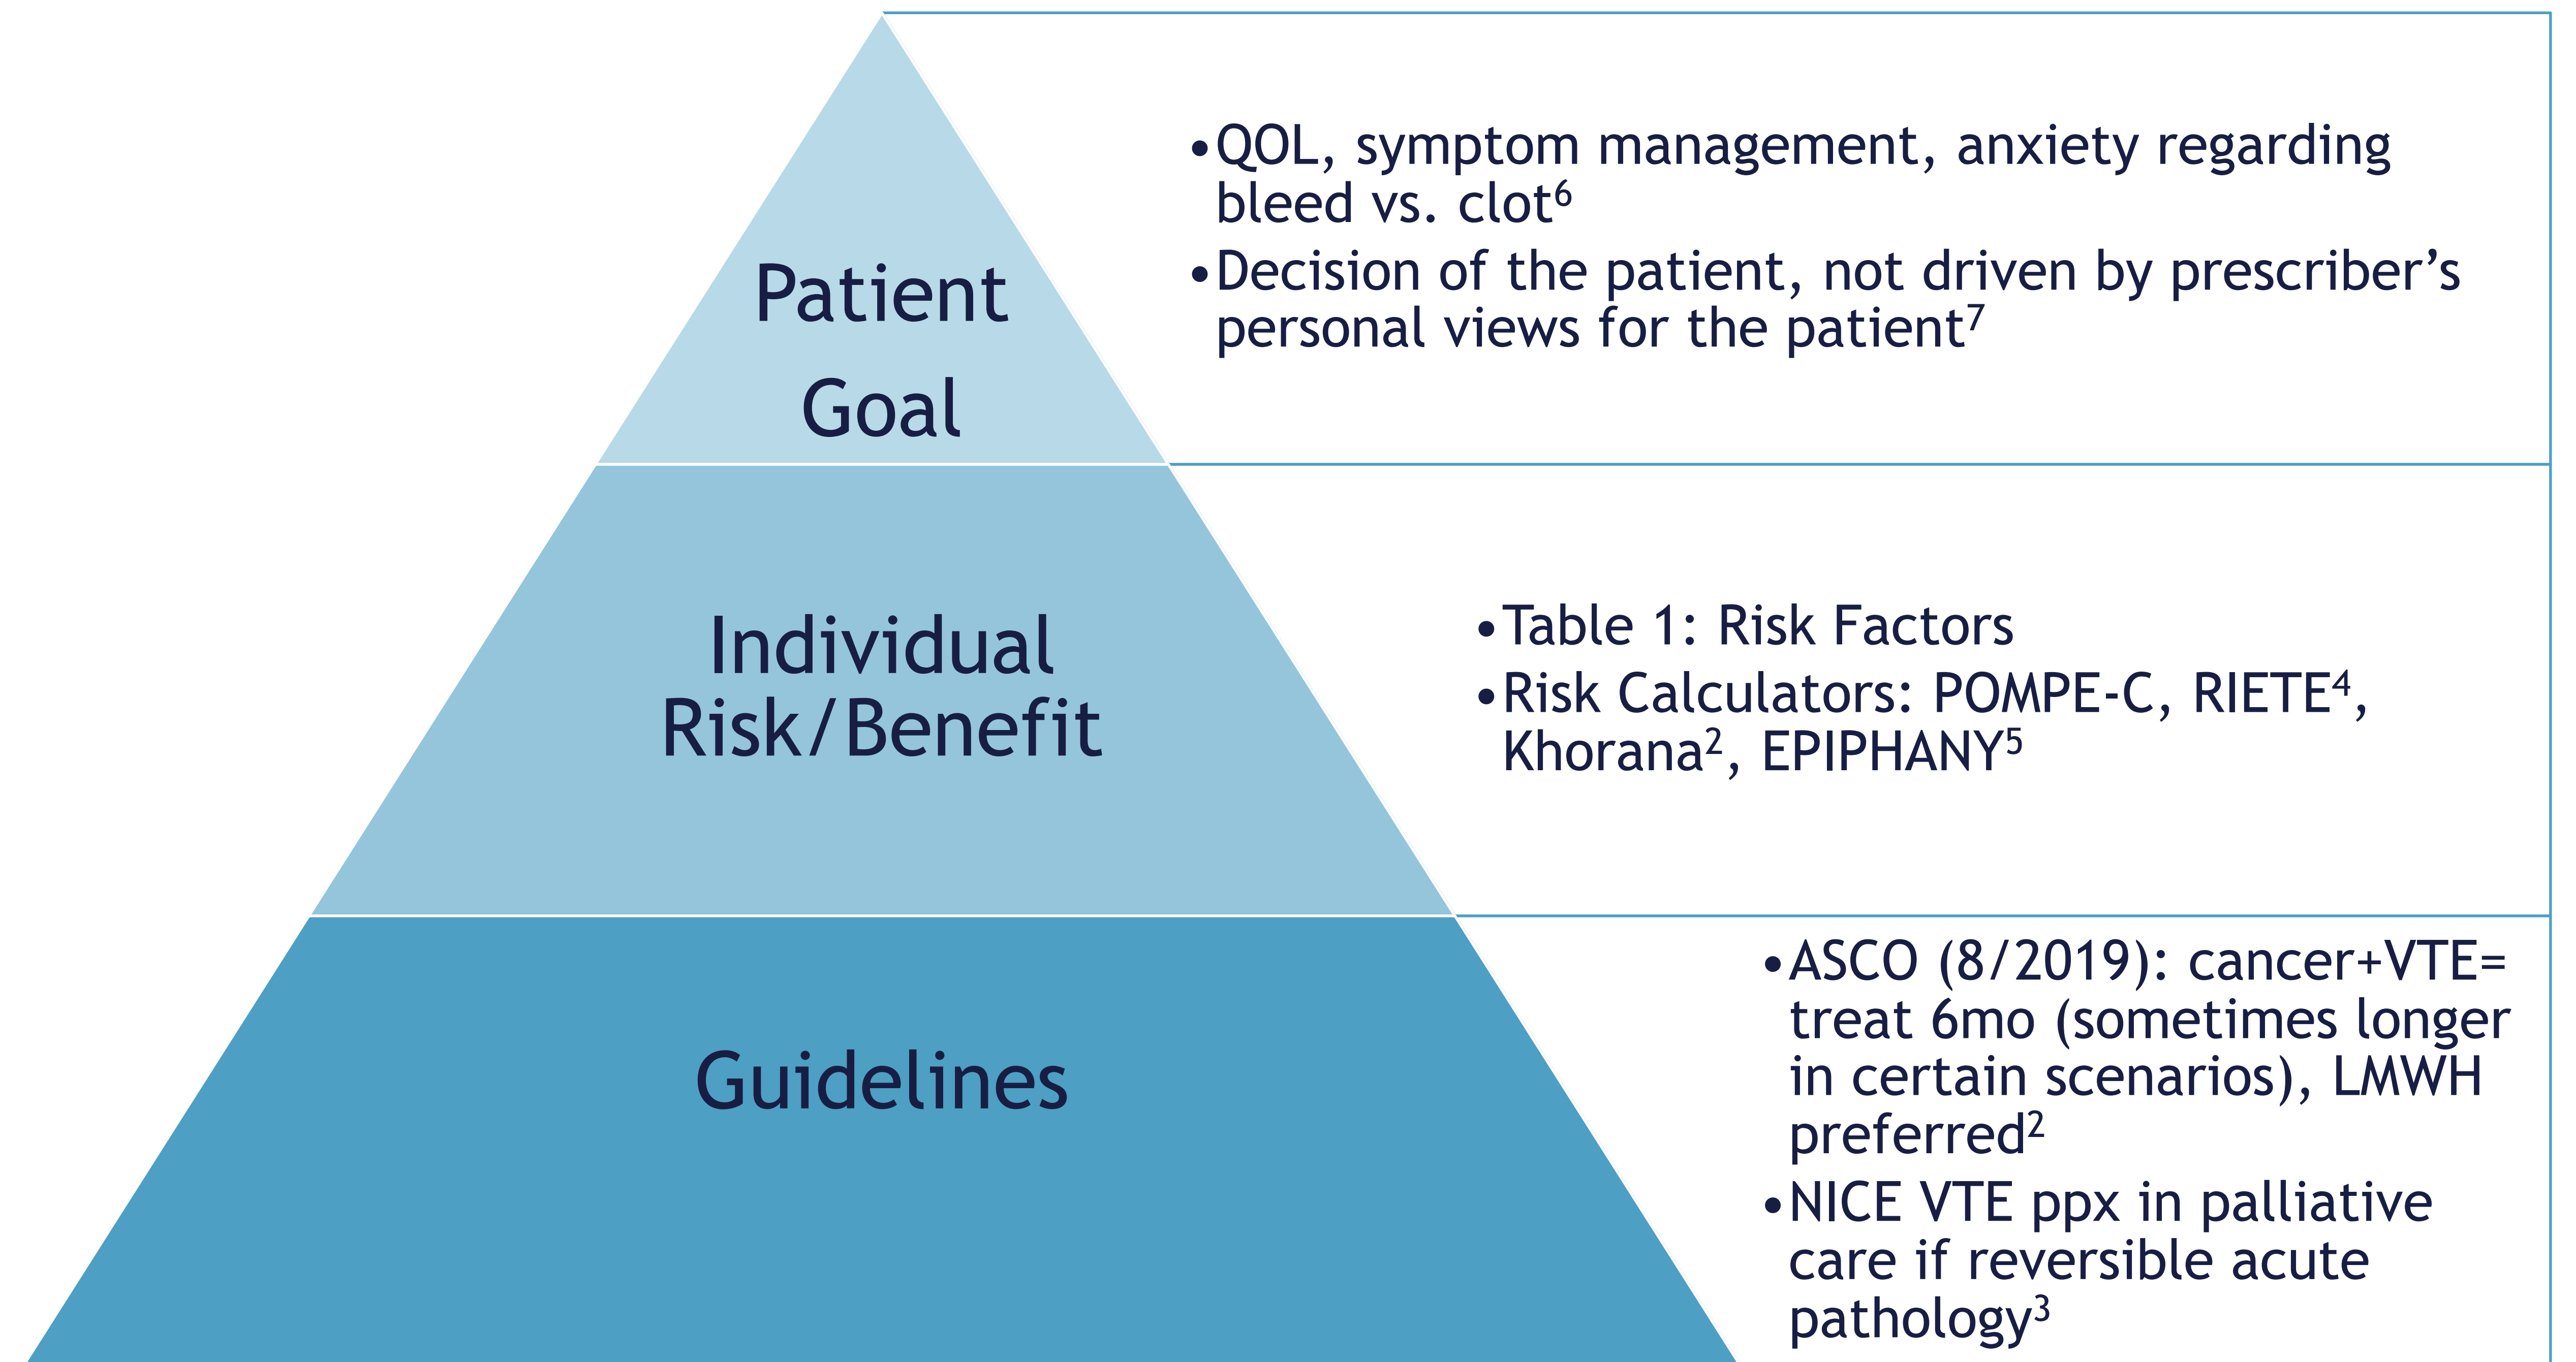 Patient
Goal
•QOL, symptom management, anxiety regarding
bleed vs. clot⁶
•Decision of the patient, not driven by prescriber’s
personal views for the patient⁷
Individual
Risk/Benefit
•Table 1: Risk Factors
•Risk Calculators: POMPE-C, RIETE⁴,
Khorana², EPIPHANY⁵
Guidelines
•ASCO (8/2019): cancer+VTE=
treat 6mo (sometimes longer
in certain scenarios), LMWH
preferred²
•NICE VTE ppx in palliative
care if reversible acute
pathology³